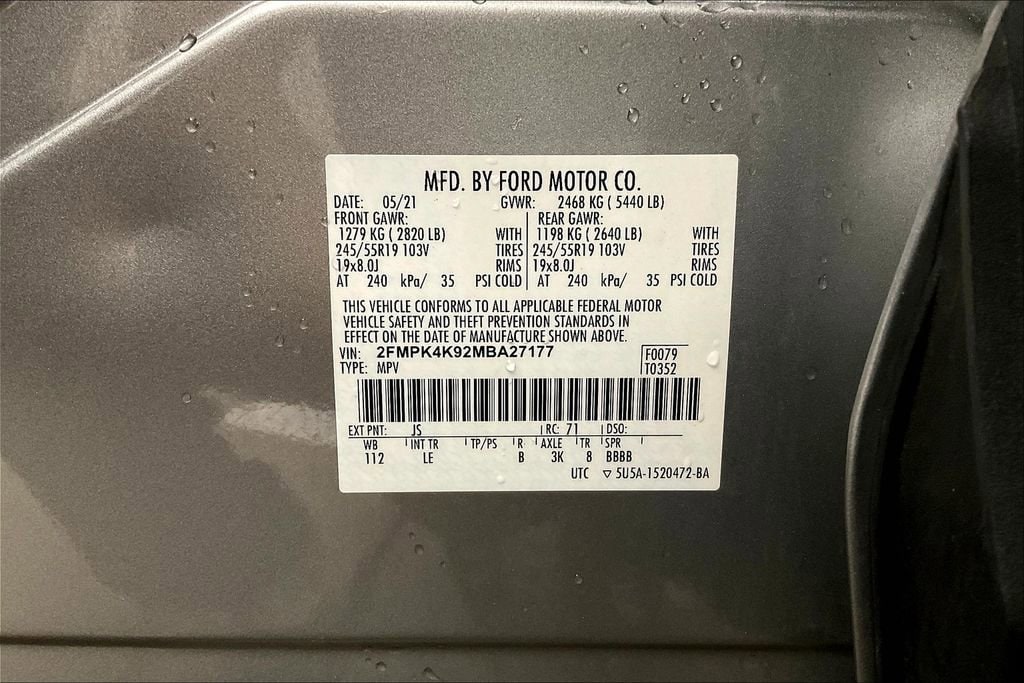 MFD. BY FORD MOTOR CO.
DATE: 05/21 GVWR: 2468 KG ( 5440 LB)
FRONT GAWR: REAR GAWR:
1279 KG ( 2820 LB) WITH 1198 KG ( 2640 LB) WITH
245/55R19 103V TIRES 245/55R19 103V TIRES
19x8.0J RIMS 19x8.0J RIMS
AT 240 kPa/ 35 PSI COLD AT 240 kPa/ 35 PSI COLD
THIS VEHICLE CONFORMS TO ALL APPLICABLE FEDERAL MOTOR
VEHICLE SAFETY AND THEFT PREVENTION STANDARDS IN
EFFECT ON THE DATE OF MANUFACTURE SHOWN ABOVE.
VIN: 2FMPK4K92MBA27177 F0079
TYPE: MPV T0352
EXT PNT: JS RC: 71 DSO:
WB INT TR TP/PS R AXLE TR SPR
112 LE B 3K 8 BBBB
UTC ▽ 5U5A-1520472-BA